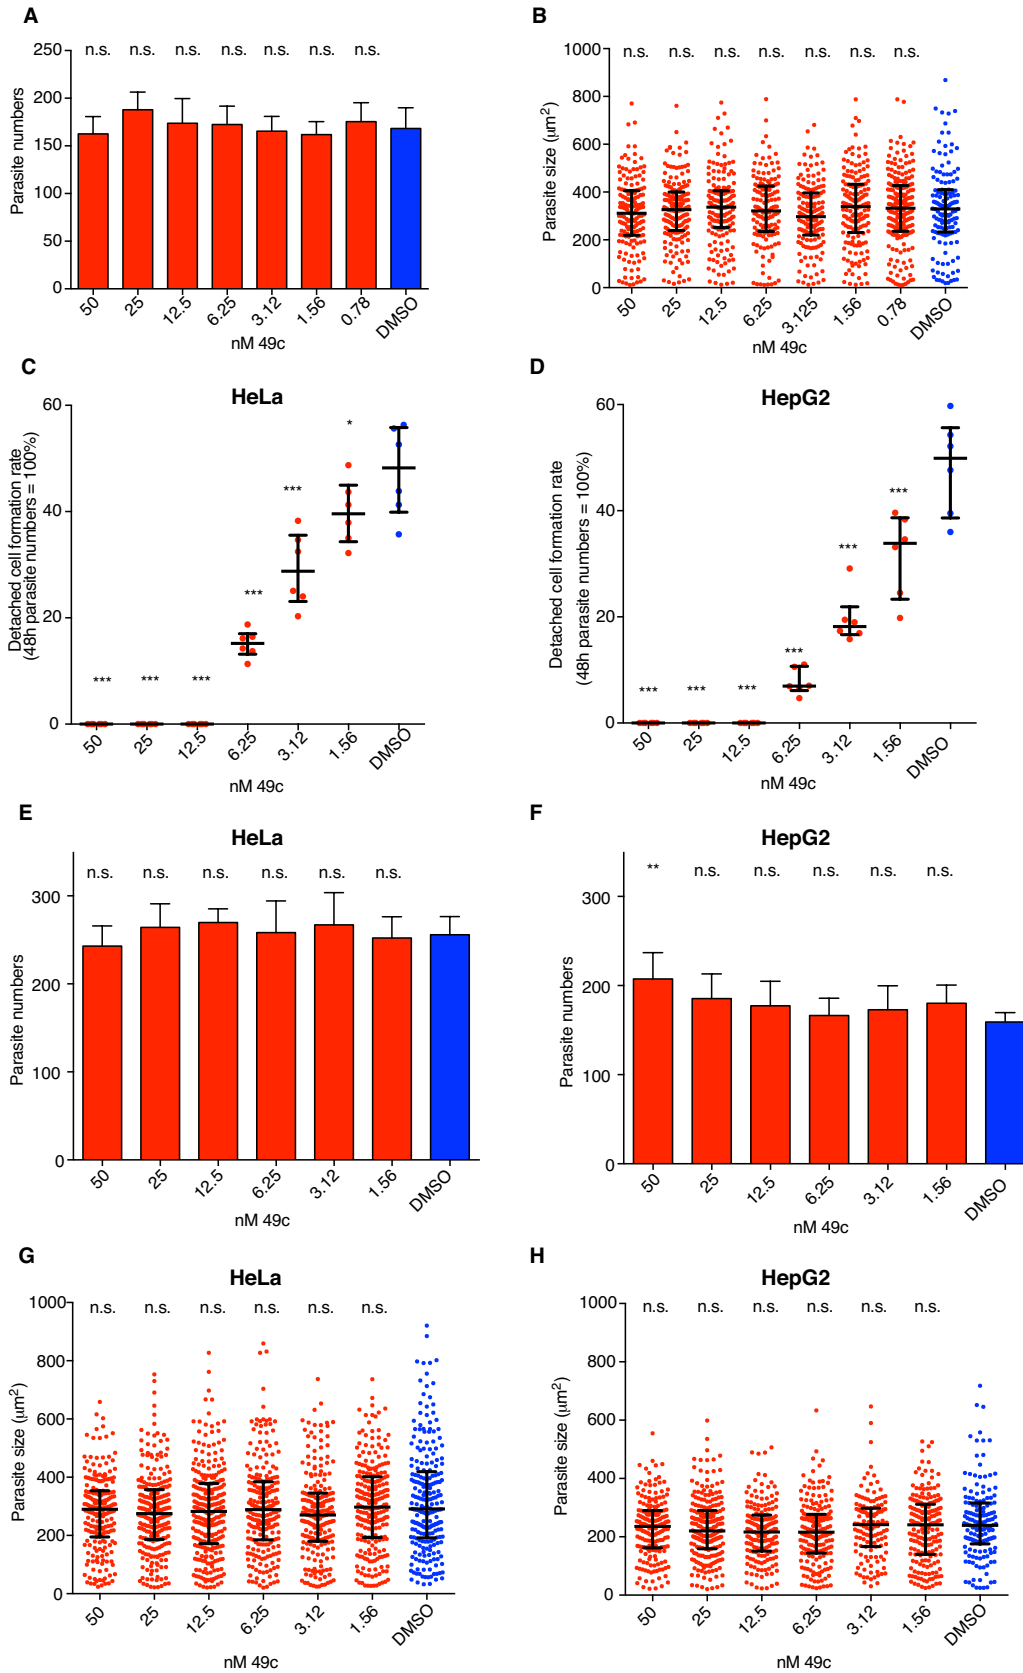 A
n.s. n.s. n.s. n.s. n.s. n.s. n.s.
250
200
150
100
50
0
Parasite numbers
50 25 12.5 6.25 3.12 1.56 0.78 DMSO
nM 49c
B
n.s. n.s. n.s. n.s. n.s. n.s. n.s.
1000
800
600
400
200
0
Parasite size (μm²)
50 25 12.5 6.25 3.125 1.56 0.78 DMSO
nM 49c
C
HeLa
60
40
20
0
Detached cell formation rate
(48h parasite numbers = 100%)
*** *** *** *** *** *
50 25 12.5 6.25 3.12 1.56 DMSO
nM 49c
D
HepG2
60
40
20
0
Detached cell formation rate
(48h parasite numbers = 100%)
*** *** *** *** *** ***
50 25 12.5 6.25 3.12 1.56 DMSO
nM 49c
E
HeLa
n.s. n.s. n.s. n.s. n.s. n.s.
300
200
100
0
Parasite numbers
50 25 12.5 6.25 3.12 1.56 DMSO
nM 49c
F
HepG2
** n.s. n.s. n.s. n.s. n.s.
300
200
100
0
Parasite numbers
50 25 12.5 6.25 3.12 1.56 DMSO
nM 49c
G
HeLa
n.s. n.s. n.s. n.s. n.s. n.s.
1000
800
600
400
200
0
Parasite size (μm²)
50 25 12.5 6.25 3.12 1.56 DMSO
nM 49c
H
HepG2
n.s. n.s. n.s. n.s. n.s. n.s.
1000
800
600
400
200
0
Parasite size (μm²)
50 25 12.5 6.25 3.12 1.56 DMSO
nM 49c